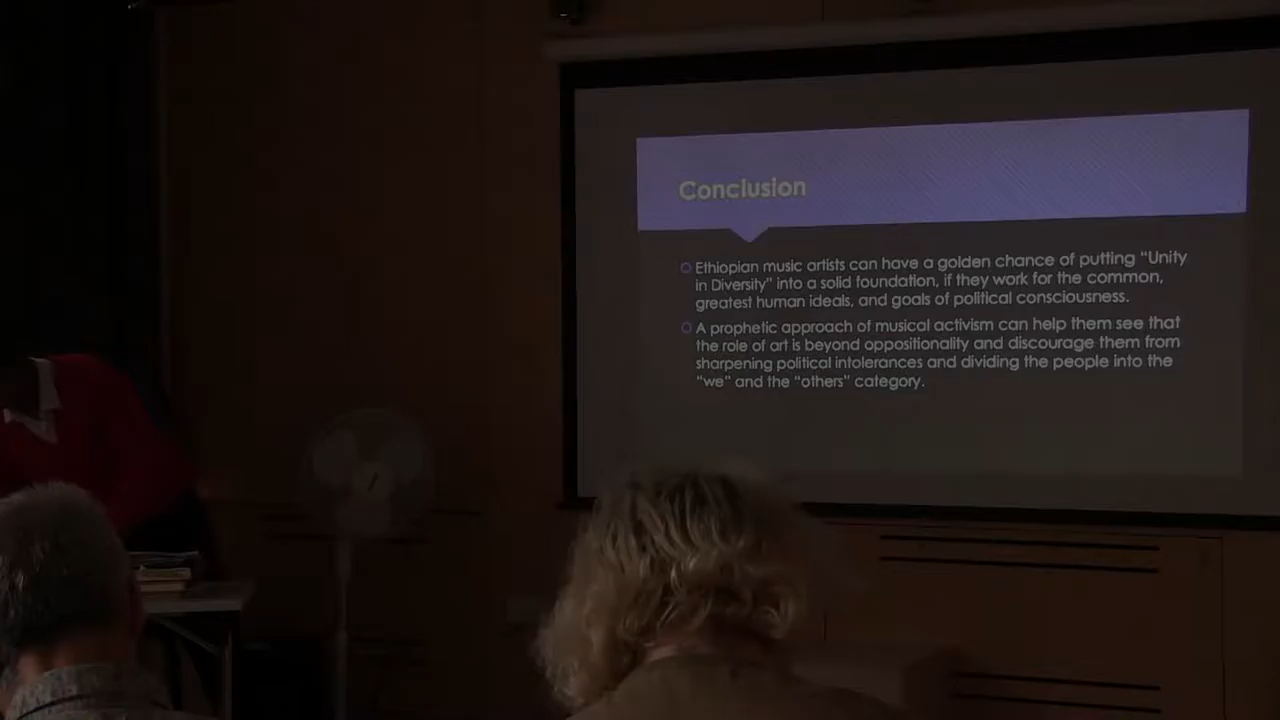 Conclusion
Ethiopian music artists can have a golden chance of putting “Unity
in Diversity” into a solid foundation, if they work for the common,
greatest human ideals, and goals of political consciousness.
A prophetic approach of musical activism can help them see that
the role of art is beyond oppositionality and discourage them from
sharpening political intolerances and dividing the people into the
“we” and the “others” category.